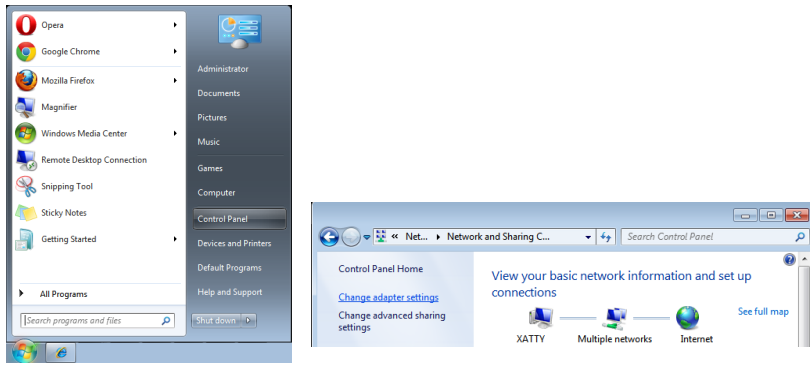 Opera
Google Chrome
Mozilla Firefox
Magnifier
Windows Media Center
Remote Desktop Connection
Snipping Tool
Sticky Notes
Getting Started
All Programs
Search programs and files
Administrator
Documents
Pictures
Music
Games
Computer
Control Panel
Devices and Printers
Default Programs
Help and Support
Shut down
« Net... Network and Sharing C...
Search Control Panel
Control Panel Home
Change adapter settings
Change advanced sharing
settings
View your basic network information and set up
connections
See full map
XATTY Multiple networks Internet